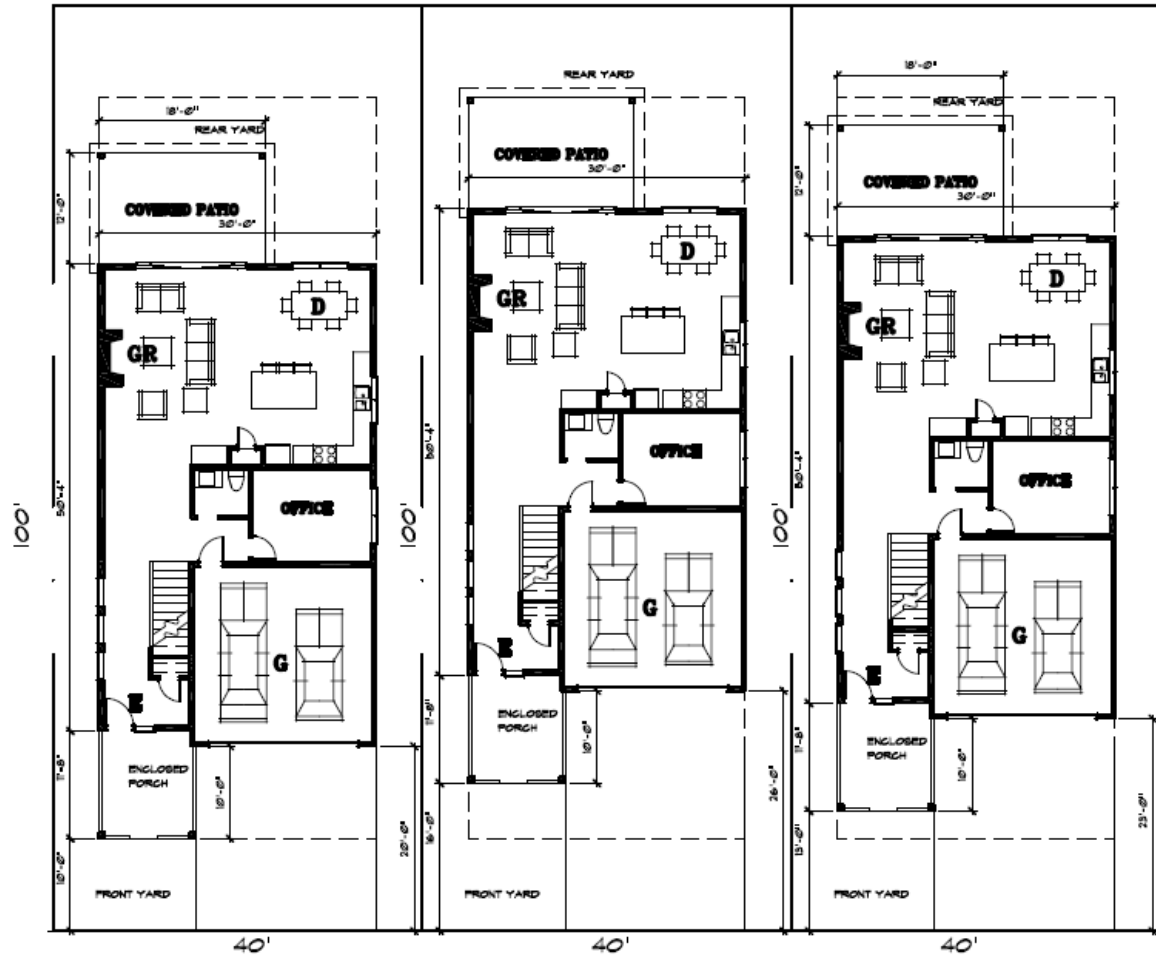 REAR YARD
18'-0"
REAR YARD
18'-0"
REAR YARD
COVERED PATIO
30'-0"
12'-0"
COVERED PATIO
30'-0"
12'-0"
COVERED PATIO
30'-0"
D
GR
D
GR
D
GR
50'-4"
OFFICE
50'-4"
OFFICE
50'-4"
OFFICE
100'
100'
100'
G
E
G
E
G
E
11'-8"
ENCLOSED
PORCH
10'-0"
11'-8"
ENCLOSED
PORCH
10'-0"
11'-8"
ENCLOSED
PORCH
10'-0"
10'-0"
20'-0"
16'-0"
26'-0"
13'-0"
23'-0"
FRONT YARD
FRONT YARD
FRONT YARD
40'
40'
40'